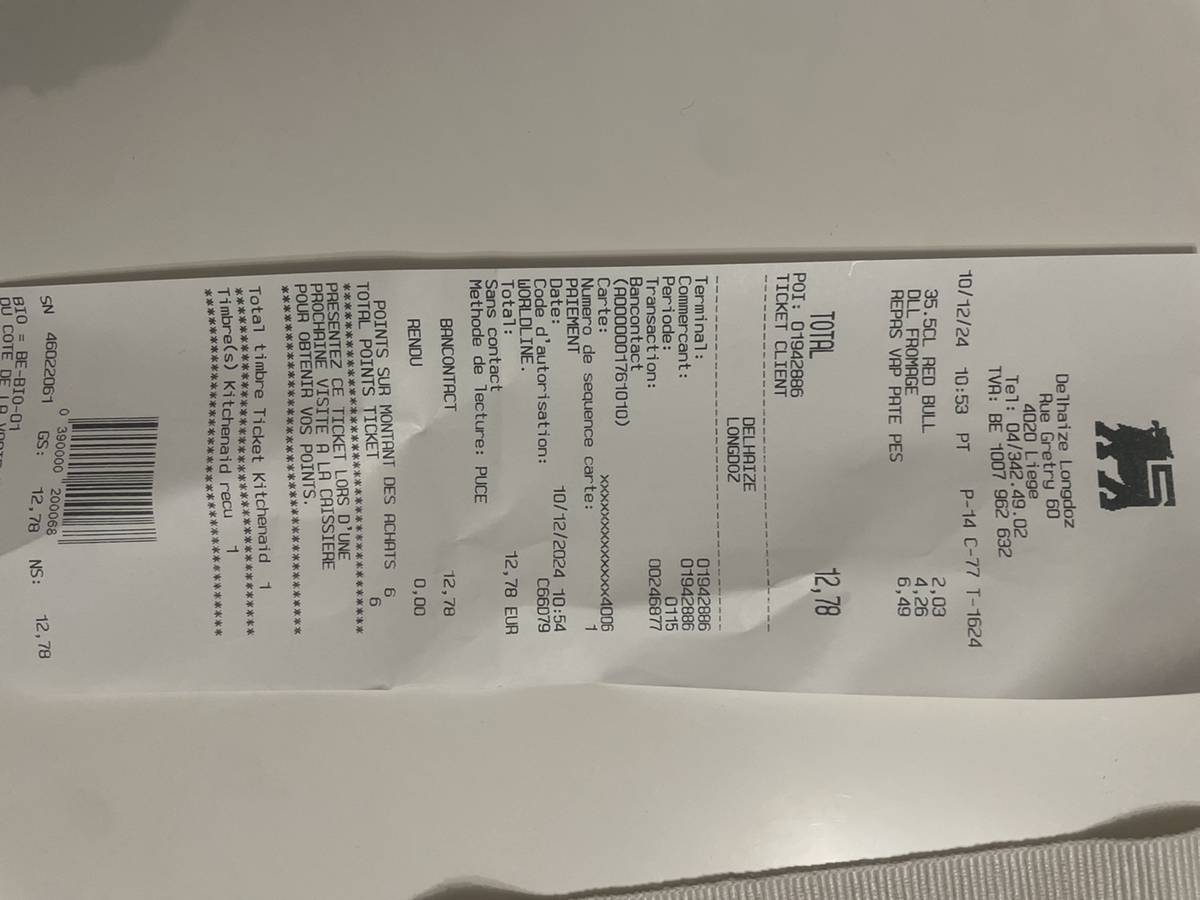 Delhaize Longdoz
Rue Gretry 60
4020 Liege
Tel: 04/342.49.02
TVA: BE 1007 962 632
10/12/24 10:53 PT P-14 C-77 T-1624
35.5CL RED BULL 2,03
DLL FROMAGE 4,26
REPAS VAP PATE PES 6,49
TOTAL 12,78
POI: 01942886
TICKET CLIENT
DELHAIZE
LONGDOZ
Terminal: 01942886
Commercant: 01942886
Periode: 0115
Transaction: 00246877
Bancontact
(A0000001761010)
Carte: xxxxxxxxxxxxx4006
Numero de sequence carte: 1
PAIEMENT
Date: 10/12/2024 10:54
Code d'autorisation: C66079
WORLDLINE.
Total: 12,78 EUR
Sans contact
Methode de lecture: PUCE
BANCONTACT 12,78
RENDU 0,00
POINTS SUR MONTANT DES ACHATS 6
TOTAL POINTS TICKET 6
****************************************
PRESENTEZ CE TICKET LORS D'UNE
PROCHAINE VISITE A LA CAISSIERE
POUR OBTENIR VOS POINTS.
****************************************
Total timbre Ticket Kitchenaid 1
****************************************
Timbre(s) Kitchenaid recu 1
****************************************
0 390000 200068
SN 46022061 GS: 12,78 NS: 12,78
BIO = BE-BIO-01
DU COTE DE LA